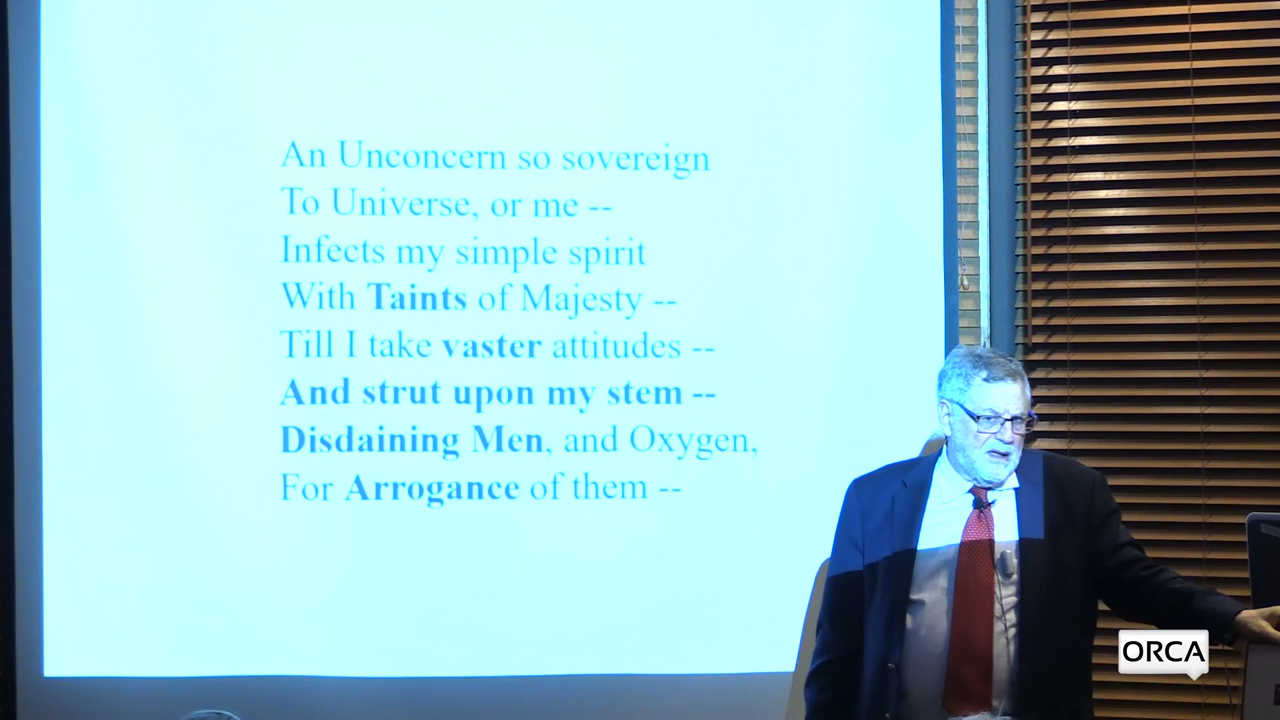 An Unconcern so sovereign
To Universe, or me --
Infects my simple spirit
With Taints of Majesty --
Till I take vaster attitudes --
And strut upon my stem --
Disdaining Men, and Oxygen,
For Arrogance of them --
ORCA